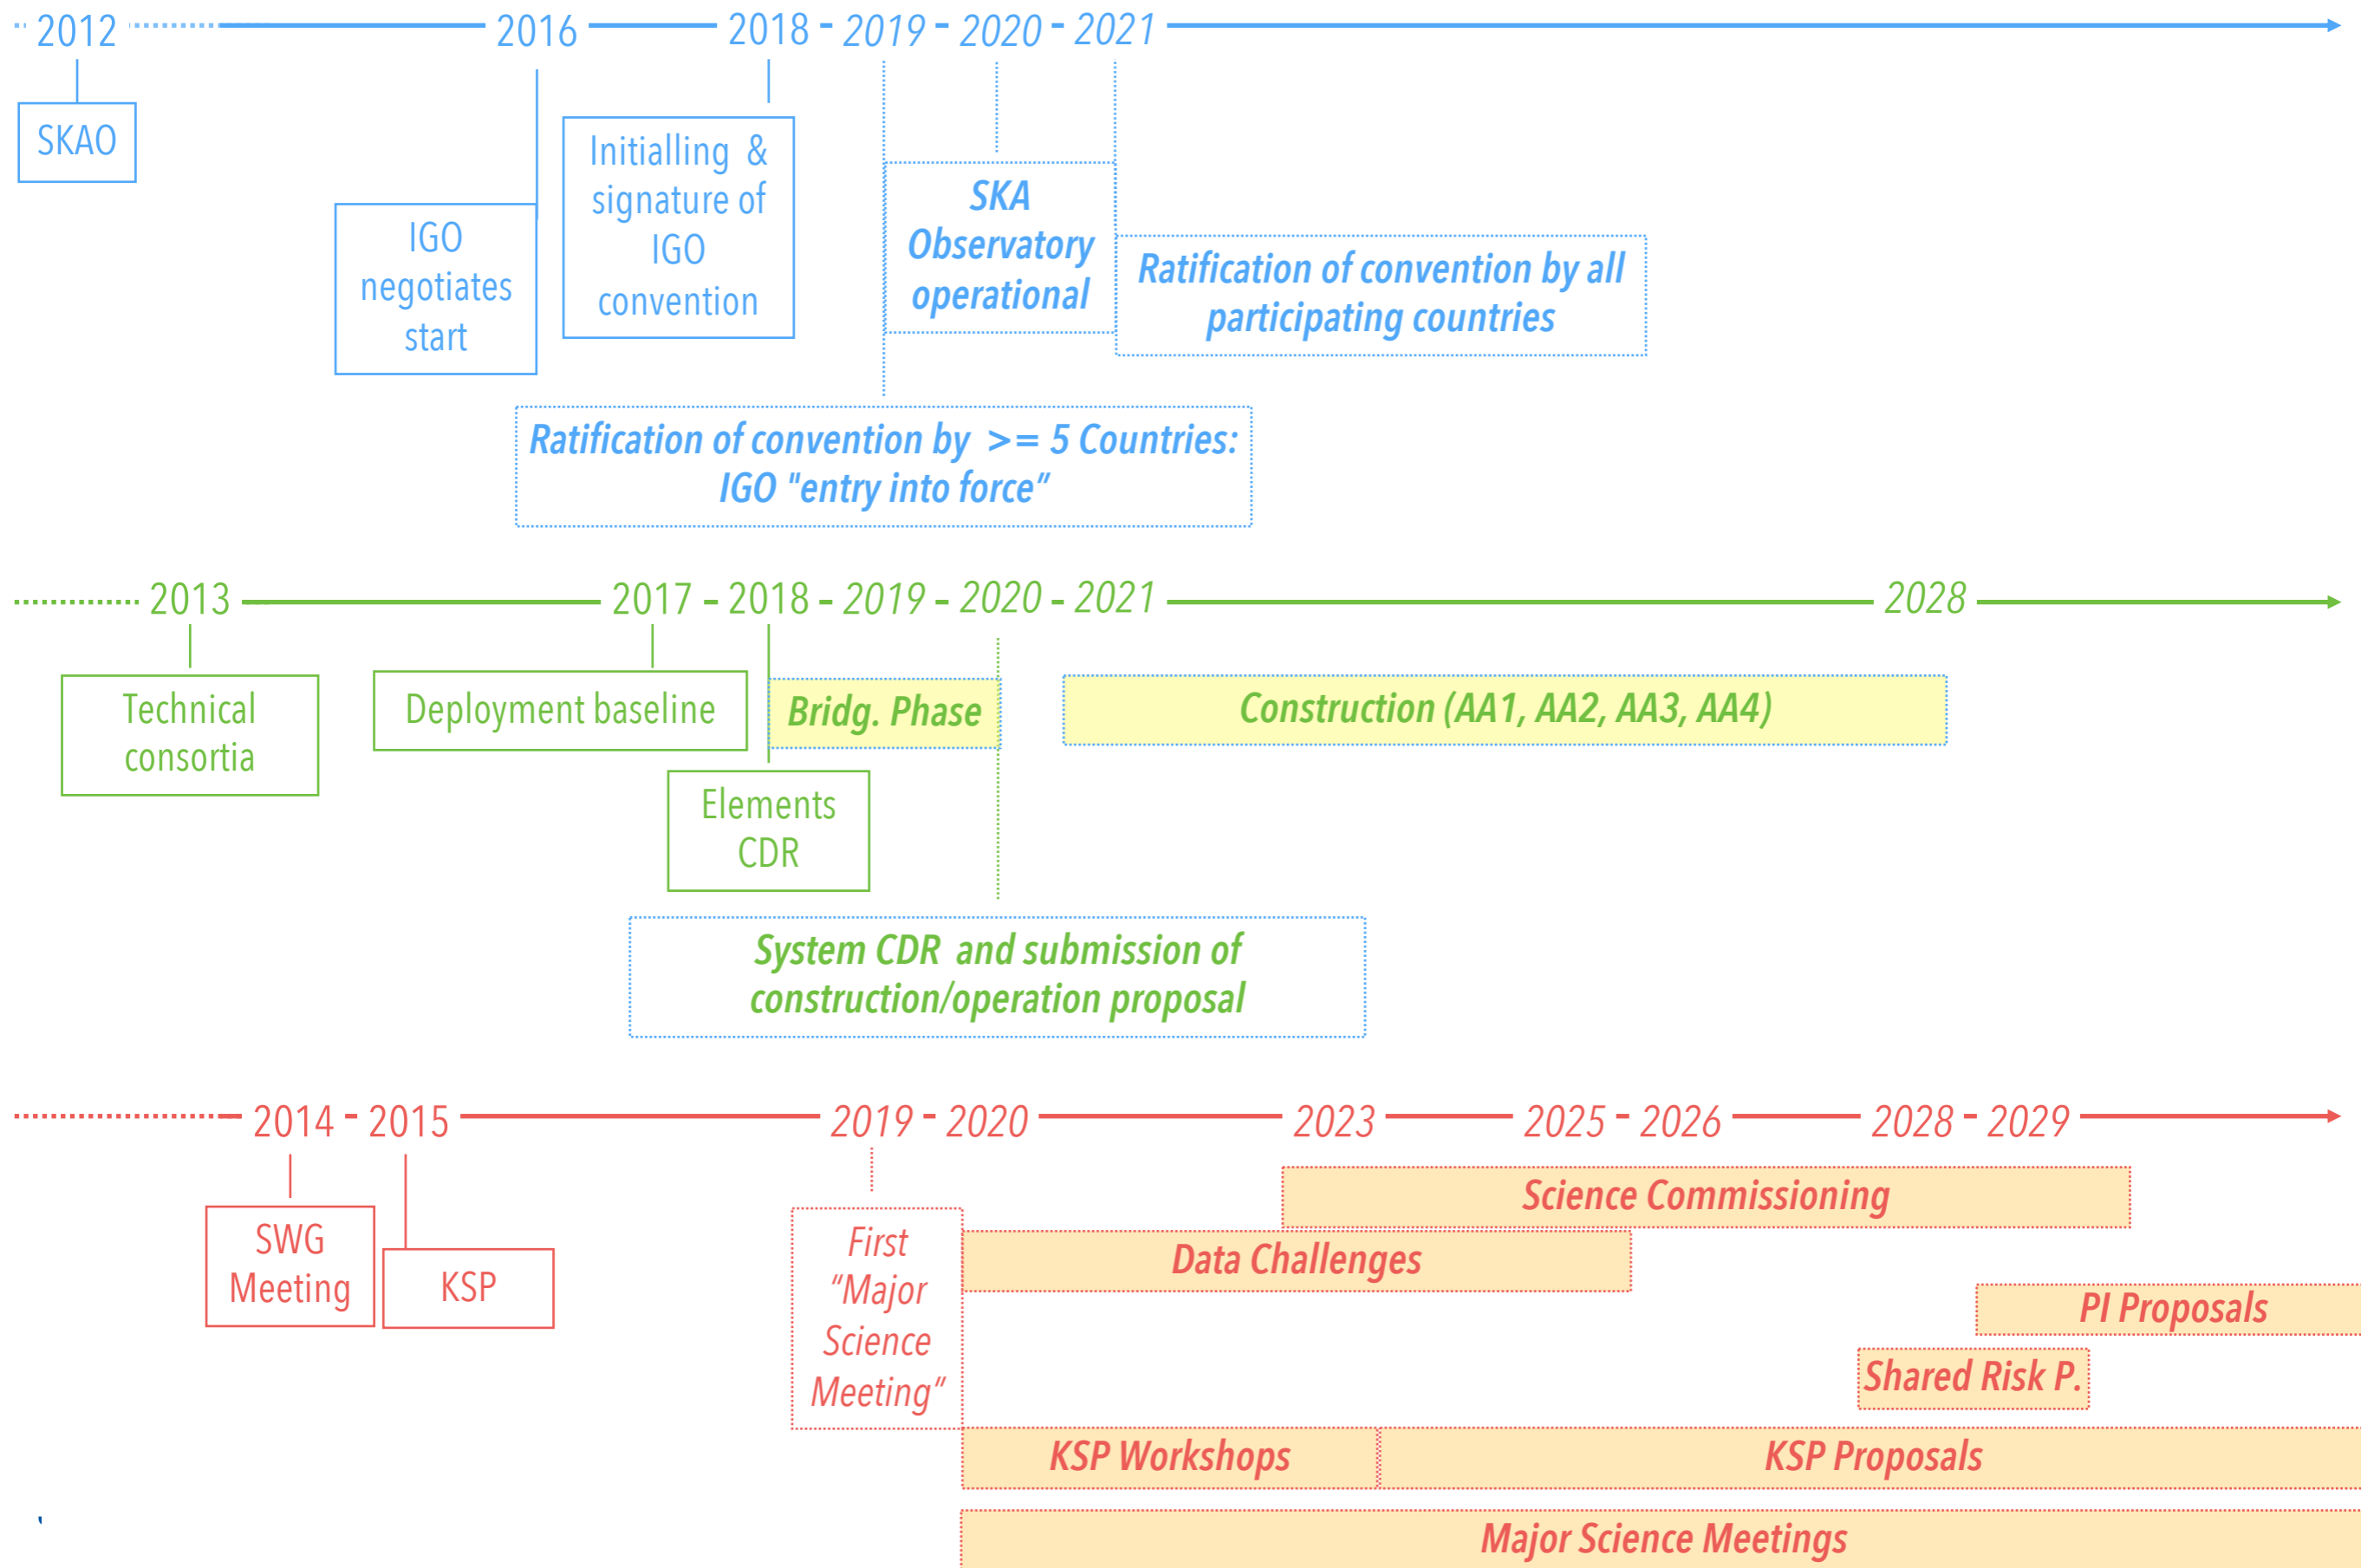 2012 2016 2018 - 2019 - 2020 - 2021
SKAO
IGO
negotiates
start
Initialling & 
signature of
IGO
convention
SKA
Observatory
operational
Ratification of convention by all
participating countries
Ratification of convention by >= 5 Countries:
IGO "entry into force”
2013 2017 - 2018 - 2019 - 2020 - 2021 2028
Technical
consortia
Deployment baseline
Bridg. Phase
Construction (AA1, AA2, AA3, AA4)
Elements
CDR
System CDR and submission of
construction/operation proposal
2014 - 2015 2019 - 2020 2023 2025 - 2026 2028 - 2029
SWG
Meeting
KSP
First
“Major
Science
Meeting”
Science Commissioning
Data Challenges
PI Proposals
Shared Risk P.
KSP Workshops
KSP Proposals
Major Science Meetings